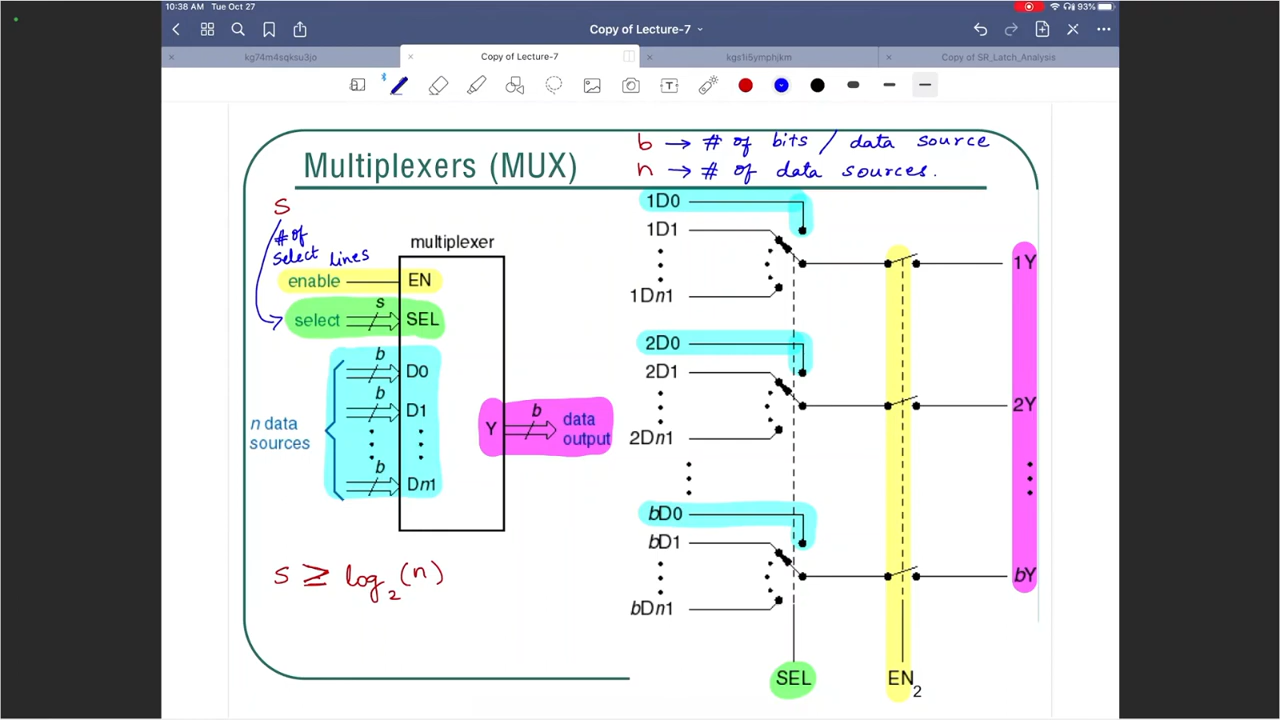 10:38 AM Tue Oct 27
93%
Copy of Lecture-7
kg74m4sqksu3jo
Copy of Lecture-7
kgs1i5ymphjkm
Copy of SR_Latch_Analysis
T
b → # of bits / data source
Multiplexers (MUX)
n → # of data sources.
s
# of
select lines
multiplexer
enable
EN
select
s
SEL
b
D0
b
D1
n data
sources
b
Dn1
Y
b
data
output
s ≥ log₂(n)
1D0
1D1
1Dn1
1Y
2D0
2D1
2Dn1
2Y
bD0
bD1
bDn1
bY
SEL
EN
2